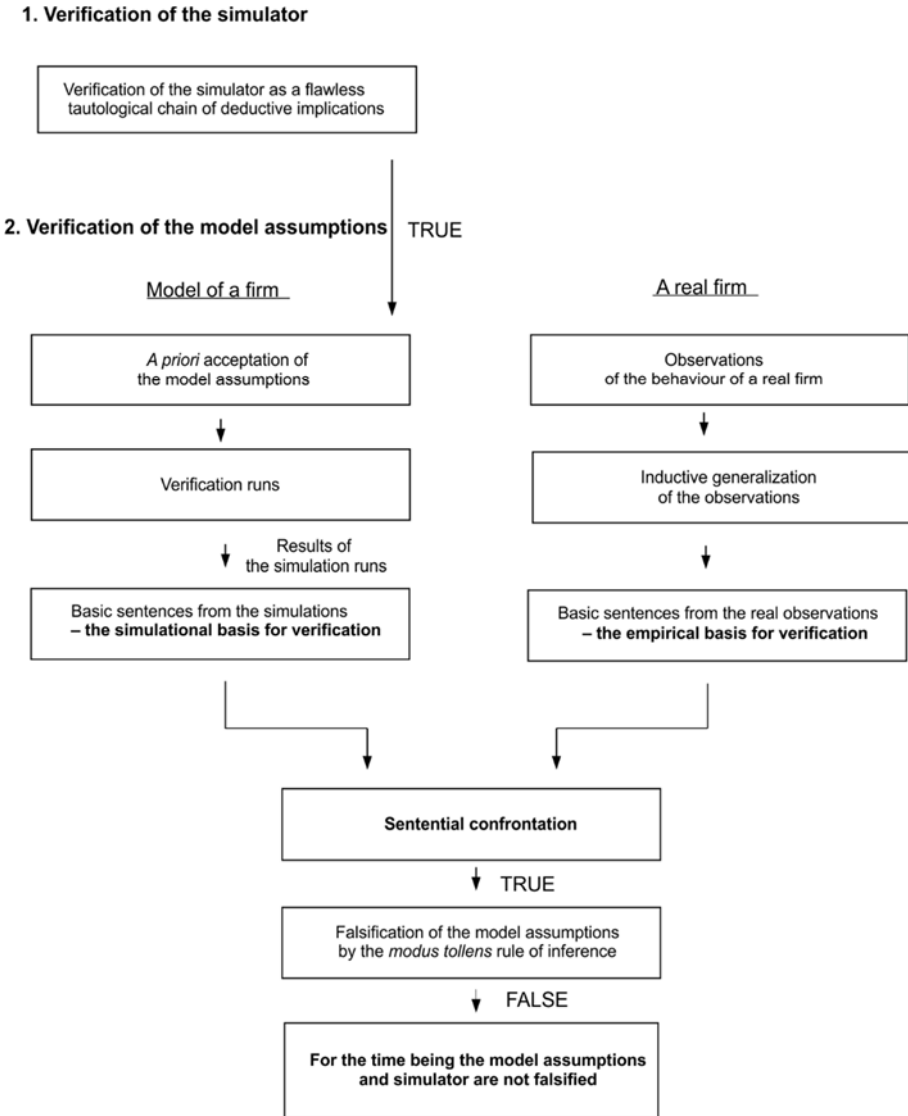 1. Verification of the simulator
Verification of the simulator as a flawless
tautological chain of deductive implications
2. Verification of the model assumptions
TRUE
Model of a firm
A priori acceptation of
the model assumptions
Verification runs
Results of
the simulation runs
Basic sentences from the simulations
– the simulational basis for verification
A real firm
Observations
of the behaviour of a real firm
Inductive generalization
of the observations
Basic sentences from the real observations
– the empirical basis for verification
Sentential confrontation
TRUE
Falsification of the model assumptions
by the modus tollens rule of inference
FALSE
For the time being the model assumptions
and simulator are not falsified